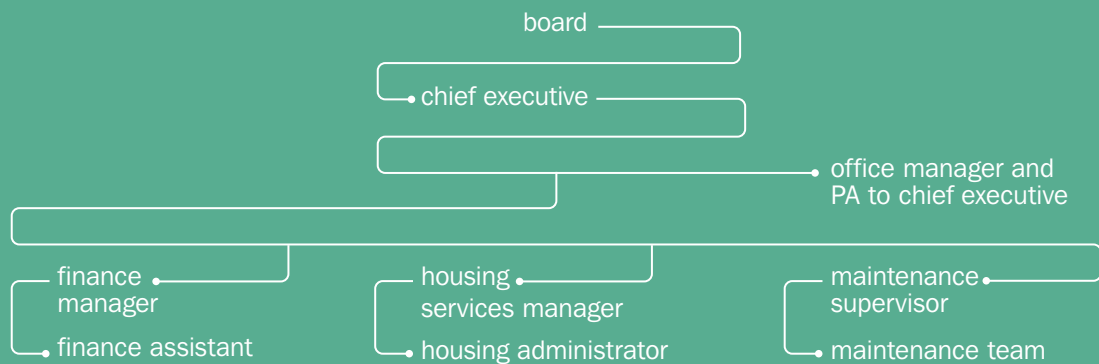 board
chief executive
office manager and
PA to chief executive
finance
manager
finance assistant
housing
services manager
housing administrator
maintenance
supervisor
maintenance team